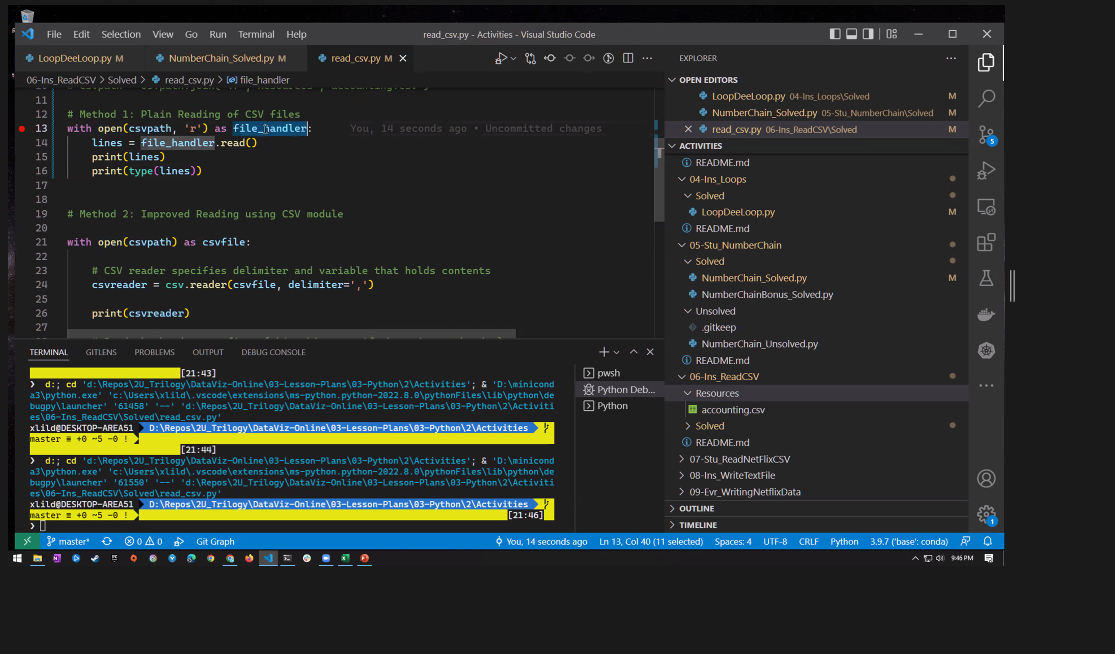 File Edit Selection View Go Run Terminal Help
read_csv.py - Activities - Visual Studio Code
LoopDeeLoop.py M
NumberChain_Solved.py M
read_csv.py M
06-Ins_ReadCSV > Solved > read_csv.py > file_handler
11
12 # Method 1: Plain Reading of CSV files
13 with open(csvpath, 'r') as file_handler: You, 14 seconds ago • Uncommitted changes
14 lines = file_handler.read()
15 print(lines)
16 print(type(lines))
17
18
19 # Method 2: Improved Reading using CSV module
20
21 with open(csvpath) as csvfile:
22
23 # CSV reader specifies delimiter and variable that holds contents
24 csvreader = csv.reader(csvfile, delimiter=',')
25
26 print(csvreader)
27
TERMINAL GITLENS PROBLEMS OUTPUT DEBUG CONSOLE
[21:43]
❯ d:; cd 'd:\Repos\2U_Trilogy\DataViz-Online\03-Lesson-Plans\03-Python\2\Activities'; & 'D:\minicond
a3\python.exe' 'c:\Users\xlild\.vscode\extensions\ms-python.python-2022.8.0\pythonFiles\lib\python\de
bugpy\launcher' '61458' '--' 'd:\Repos\2U_Trilogy\DataViz-Online\03-Lesson-Plans\03-Python\2\Activiti
es\06-Ins_ReadCSV\Solved\read_csv.py'
xlild@DESKTOP-AREA51 D:\Repos\2U_Trilogy\DataViz-Online\03-Lesson-Plans\03-Python\2\Activities
master ≡ +0 ~5 -0 !
[21:44]
❯ d:; cd 'd:\Repos\2U_Trilogy\DataViz-Online\03-Lesson-Plans\03-Python\2\Activities'; & 'D:\minicond
a3\python.exe' 'c:\Users\xlild\.vscode\extensions\ms-python.python-2022.8.0\pythonFiles\lib\python\de
bugpy\launcher' '61550' '--' 'd:\Repos\2U_Trilogy\DataViz-Online\03-Lesson-Plans\03-Python\2\Activiti
es\06-Ins_ReadCSV\Solved\read_csv.py'
xlild@DESKTOP-AREA51 D:\Repos\2U_Trilogy\DataViz-Online\03-Lesson-Plans\03-Python\2\Activities
master ≡ +0 ~5 -0 ! [21:46]
❯
pwsh
Python Deb...
Python
EXPLORER
OPEN EDITORS
LoopDeeLoop.py 04-Ins_Loops\Solved M
NumberChain_Solved.py 05-Stu_NumberChain\Solved M
read_csv.py 06-Ins_ReadCSV\Solved M
ACTIVITIES
README.md
04-Ins_Loops
Solved
LoopDeeLoop.py M
README.md
05-Stu_NumberChain
Solved
NumberChain_Solved.py M
NumberChainBonus_Solved.py
Unsolved
.gitkeep
NumberChain_Unsolved.py
README.md
06-Ins_ReadCSV
Resources
accounting.csv
Solved
README.md
07-Stu_ReadNetFlixCSV
08-Ins_WriteTextFile
09-Evr_WritingNetflixData
OUTLINE
TIMELINE
5
1
master* 0 0 Git Graph
You, 14 seconds ago Ln 13, Col 40 (11 selected) Spaces: 4 UTF-8 CRLF Python 3.9.7 ('base': conda)
9:46 PM